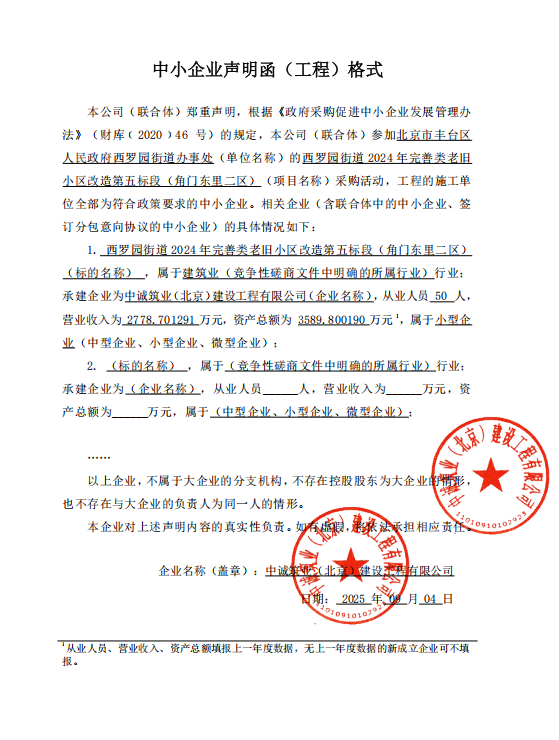 中小企业声明函（工程）格式
本公司（联合体）郑重声明，根据《政府采购促进中小企业发展管理办
法》（财库﹝2020﹞46 号）的规定，本公司（联合体）参加北京市丰台区
人民政府西罗园街道办事处（单位名称）的西罗园街道 2024 年完善类老旧
小区改造第五标段（角门东里二区）（项目名称）采购活动，工程的施工单
位全部为符合政策要求的中小企业。相关企业（含联合体中的中小企业、签
订分包意向协议的中小企业）的具体情况如下：
1. 西罗园街道2024年完善类老旧小区改造第五标段（角门东里二区）
（标的名称） ，属于建筑业（竞争性磋商文件中明确的所属行业）行业；
承建企业为中诚筑业（北京）建设工程有限公司（企业名称），从业人员 50 人，
营业收入为 2778.701291 万元，资产总额为 3589.800190 万元¹，属于小型企
业（中型企业、小型企业、微型企业）；
2. （标的名称） ，属于（竞争性磋商文件中明确的所属行业）行业；
承建企业为（企业名称），从业人员______人，营业收入为______万元，资
产总额为______万元，属于（中型企业、小型企业、微型企业）；
……
以上企业，不属于大企业的分支机构，不存在控股股东为大企业的情形，
也不存在与大企业的负责人为同一人的情形。
本企业对上述声明内容的真实性负责。如有虚假，将依法承担相应责任。
企业名称（盖章）：中诚筑业（北京）建设工程有限公司
日期： 2025 年 09 月 04 日
中诚筑业（北京）建设工程有限公司
中诚筑业（北京）建设工程有限公司
¹从业人员、营业收入、资产总额填报上一年度数据，无上一年度数据的新成立企业可不填
报。